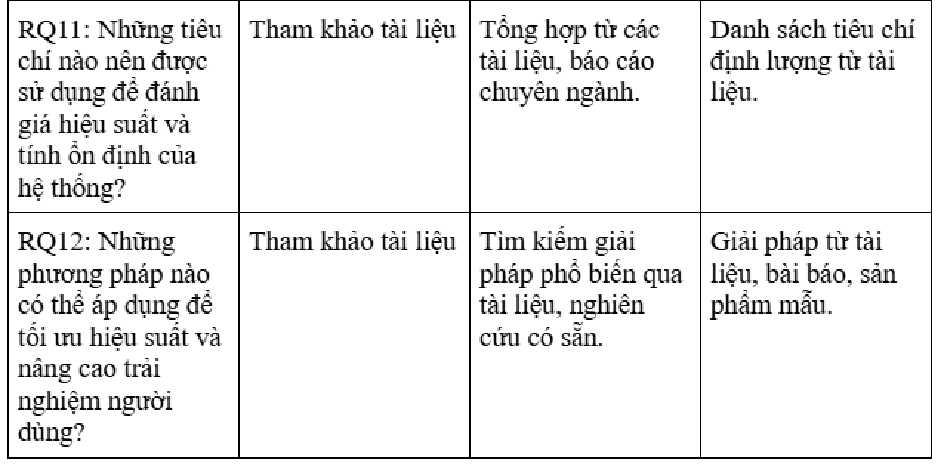 RQ11: Những tiêu
chí nào nên được
sử dụng để đánh
giá hiệu suất và
tính ổn định của
hệ thống?
Tham khảo tài liệu
Tổng hợp từ các
tài liệu, báo cáo
chuyên ngành.
Danh sách tiêu chí
định lượng từ tài
liệu.
RQ12: Những
phương pháp nào
có thể áp dụng để
tối ưu hiệu suất và
nâng cao trải
nghiệm người
dùng?
Tham khảo tài liệu
Tìm kiếm giải
pháp phổ biến qua
tài liệu, nghiên
cứu có sẵn.
Giải pháp từ tài
liệu, bài báo, sản
phẩm mẫu.